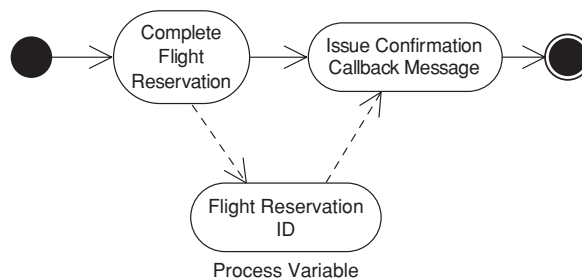 Complete
Flight
Reservation
Issue Confirmation
Callback Message
Flight Reservation
ID
Process Variable